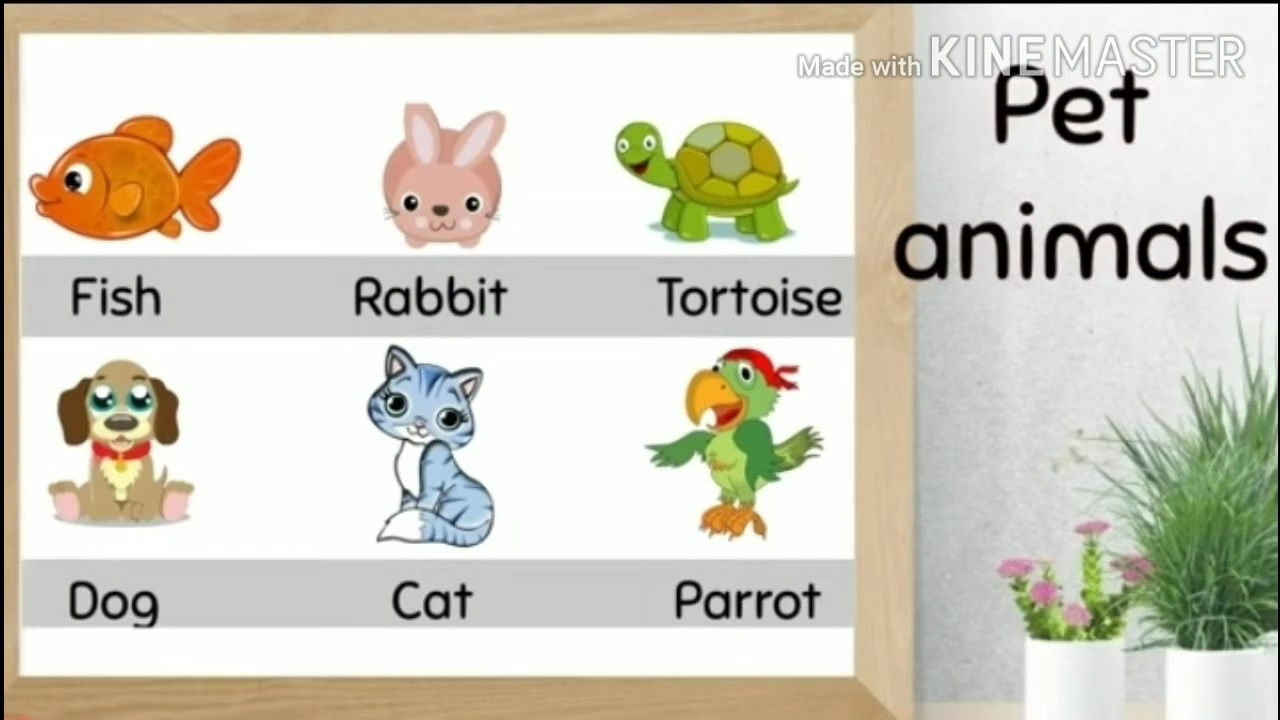 Made with KINEMASTER
Pet
animals
Fish Rabbit Tortoise
Dog Cat Parrot